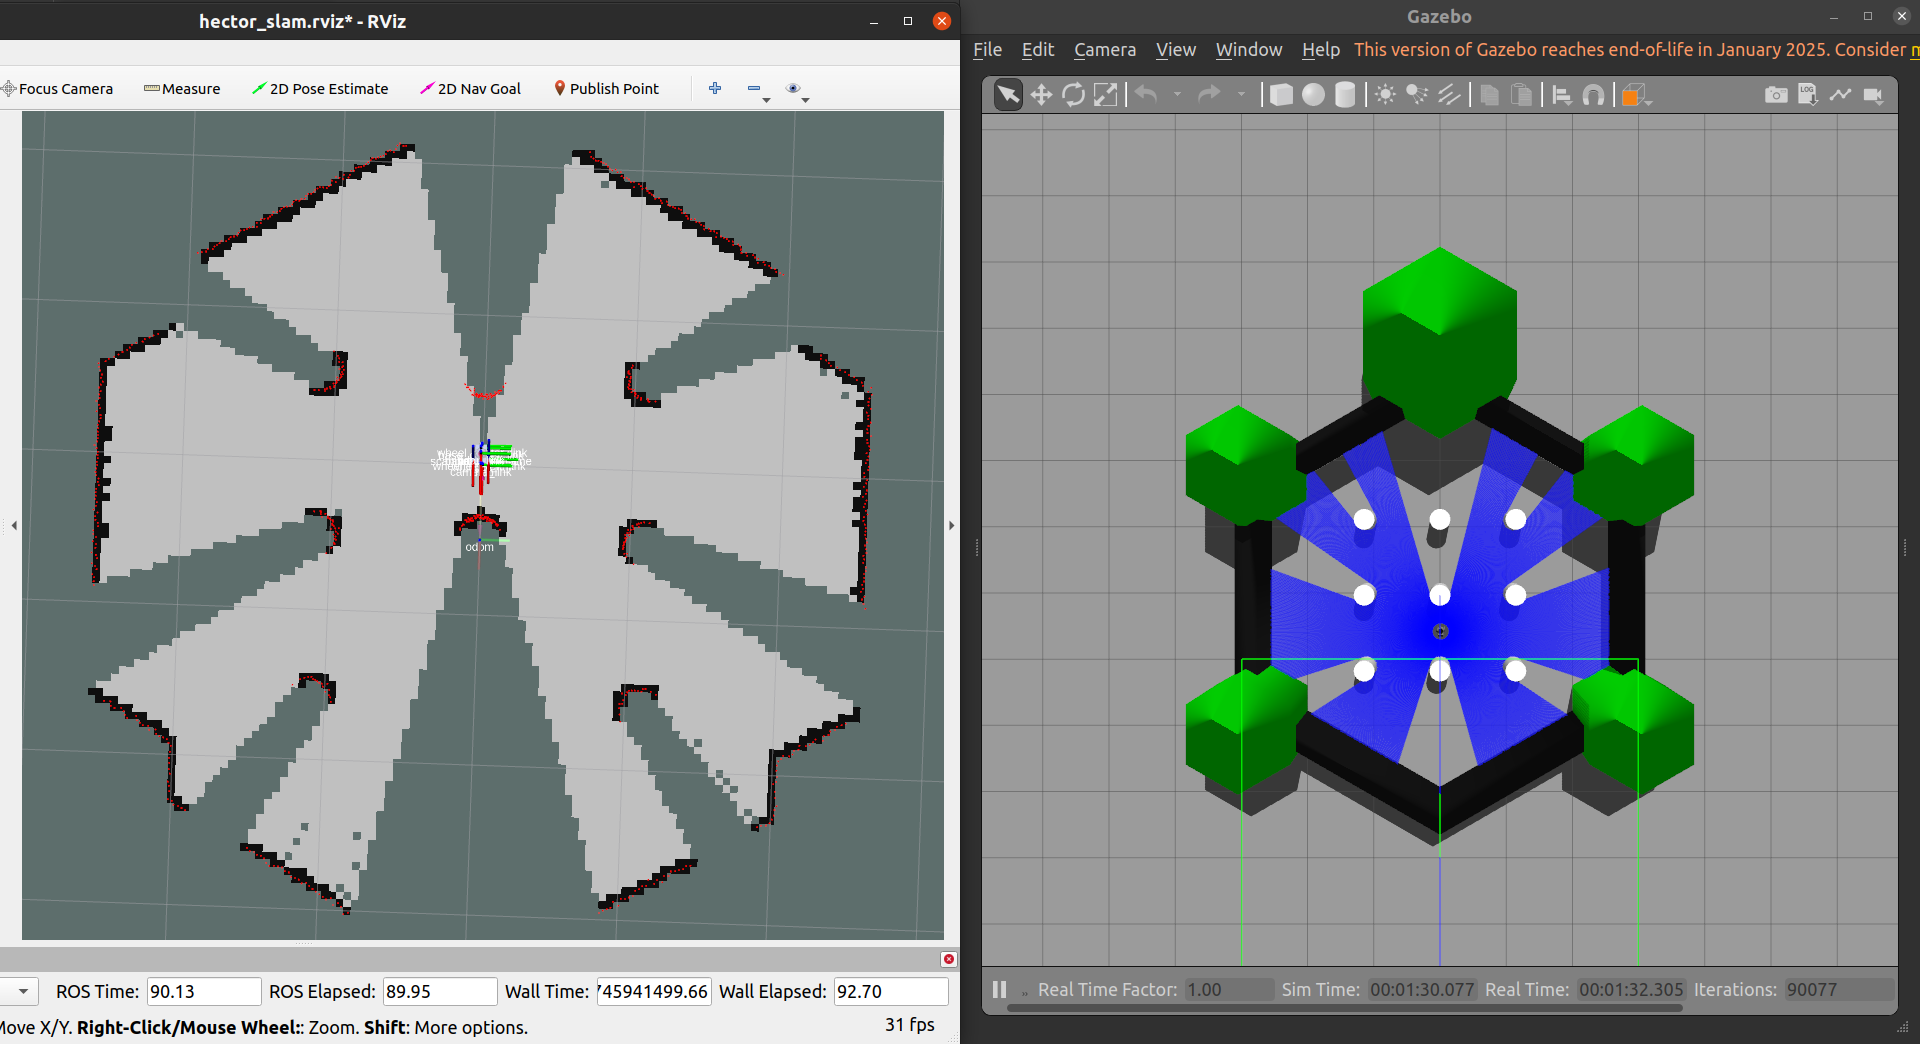 hector_slam.rviz* - RViz
Focus Camera Measure 2D Pose Estimate 2D Nav Goal Publish Point
odom
ROS Time: 90.13 ROS Elapsed: 89.95 Wall Time: 745941499.66 Wall Elapsed: 92.70
Move X/Y. Right-Click/Mouse Wheel:: Zoom. Shift: More options. 31 fps
Gazebo
File Edit Camera View Window Help This version of Gazebo reaches end-of-life in January 2025. Consider m
LOG
Real Time Factor: 1.00 Sim Time: 00:01:30.077 Real Time: 00:01:32.305 Iterations: 90077